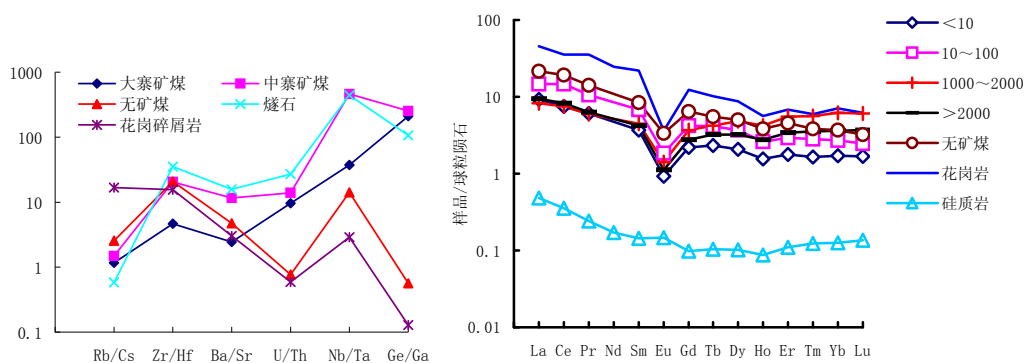 1000
100
10
1
0.1
大寨矿煤
中寨矿煤
无矿煤
燧石
花岗碎屑岩
Rb/Cs Zr/Hf Ba/Sr U/Th Nb/Ta Ge/Ga
100
10
1
0.1
0.01
样品/球粒陨石
La Ce Pr Nd Sm Eu Gd Tb Dy Ho Er Tm Yb Lu
<10
10～100
1000～2000
>2000
无矿煤
花岗岩
硅质岩